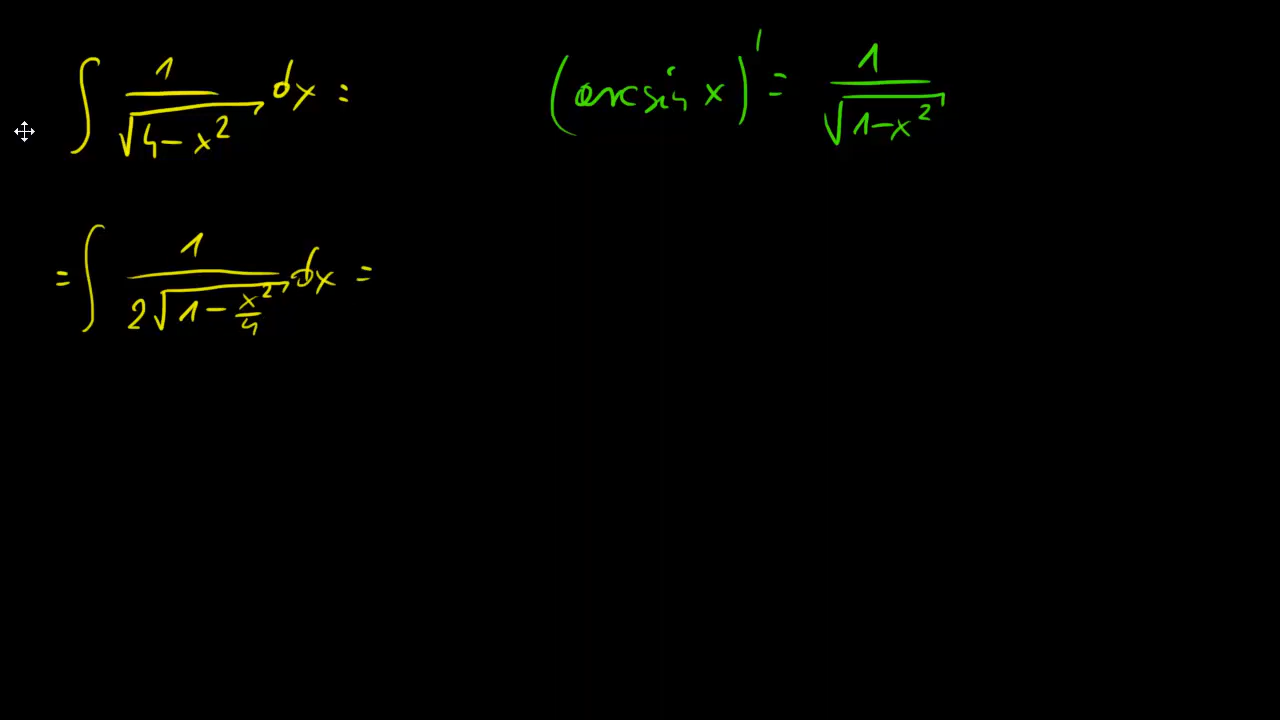 ∫ 1/√(4-x²) dx =
(arcsin x)' = 1/√(1-x²)
= ∫ 1/(2√(1-x²/4)) dx =